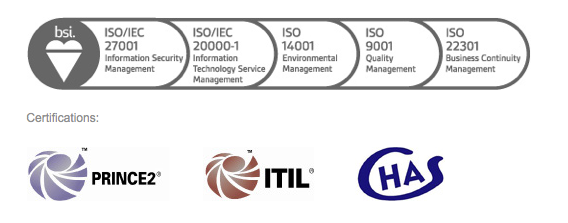 bsi.
ISO/IEC
27001
Information Security
Management
ISO/IEC
20000-1
Information
Technology Service
Management
ISO
14001
Environmental
Management
ISO
9001
Quality
Management
ISO
22301
Business Continuity
Management
Certifications:
PRINCE2®
™
ITIL®
™
CHAS